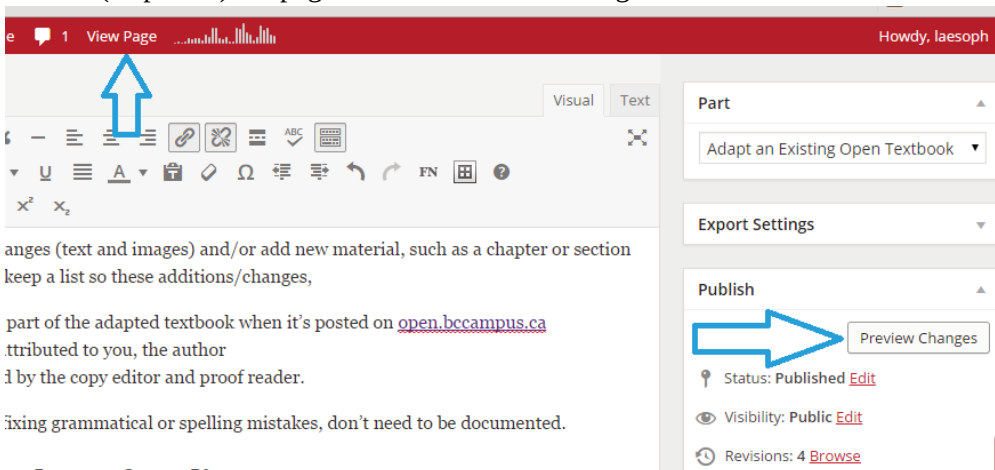 e 1 View Page Howdy, laesoph
Visual Text
ABC
U A Ω FN
x² x₂
anges (text and images) and/or add new material, such as a chapter or section
keep a list so these additions/changes,
part of the adapted textbook when it's posted on open.bccampus.ca
ttributed to you, the author
d by the copy editor and proof reader.
fixing grammatical or spelling mistakes, don't need to be documented.
Part
Adapt an Existing Open Textbook
Export Settings
Publish
Preview Changes
Status: Published Edit
Visibility: Public Edit
Revisions: 4 Browse